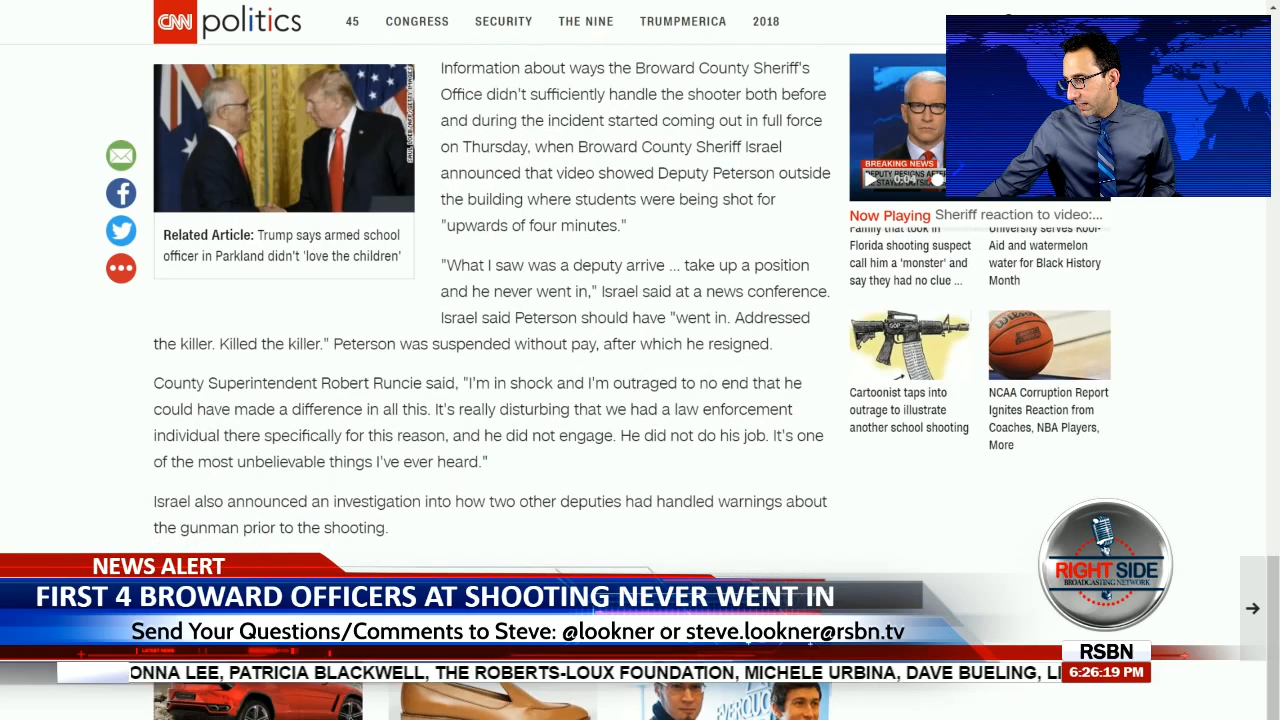 CNN politics
45 CONGRESS SECURITY THE NINE TRUMPMERICA 2018
Related Article: Trump says armed school
officer in Parkland didn't 'love the children'
Information about ways the Broward County Sheriff's
Office didn't sufficiently handle the shooter both before
and during the incident started coming out in full force
on Thursday, when Broward County Sheriff Israel
announced that video showed Deputy Peterson outside
the building where students were being shot for
"upwards of four minutes."
"What I saw was a deputy arrive ... take up a position
and he never went in," Israel said at a news conference.
Israel said Peterson should have "went in. Addressed
the killer. Killed the killer." Peterson was suspended without pay, after which he resigned.
County Superintendent Robert Runcie said, "I'm in shock and I'm outraged to no end that he
could have made a difference in all this. It's really disturbing that we had a law enforcement
individual there specifically for this reason, and he did not engage. He did not do his job. It's one
of the most unbelievable things I've ever heard."
Israel also announced an investigation into how two other deputies had handled warnings about
the gunman prior to the shooting.
BREAKING NEWS
DEPUTY RESIGNS AFTE
Now Playing Sheriff reaction to video:...
Family that took in
Florida shooting suspect
call him a 'monster' and
say they had no clue ...
University serves Kool-
Aid and watermelon
water for Black History
Month
GOP
Cartoonist taps into
outrage to illustrate
another school shooting
NCAA Corruption Report
Ignites Reaction from
Coaches, NBA Players,
More
NEWS ALERT
FIRST 4 BROWARD OFFICERS AT SHOOTING NEVER WENT IN
Send Your Questions/Comments to Steve: @lookner or steve.lookner@rsbn.tv
LATEST NEWS
BREAKING NEWS
RIGHT SIDE
BROADCASTING NETWORK
RSBN
6:26:19 PM
ONNA LEE, PATRICIA BLACKWELL, THE ROBERTS-LOUX FOUNDATION, MICHELE URBINA, DAVE BUELING, LI